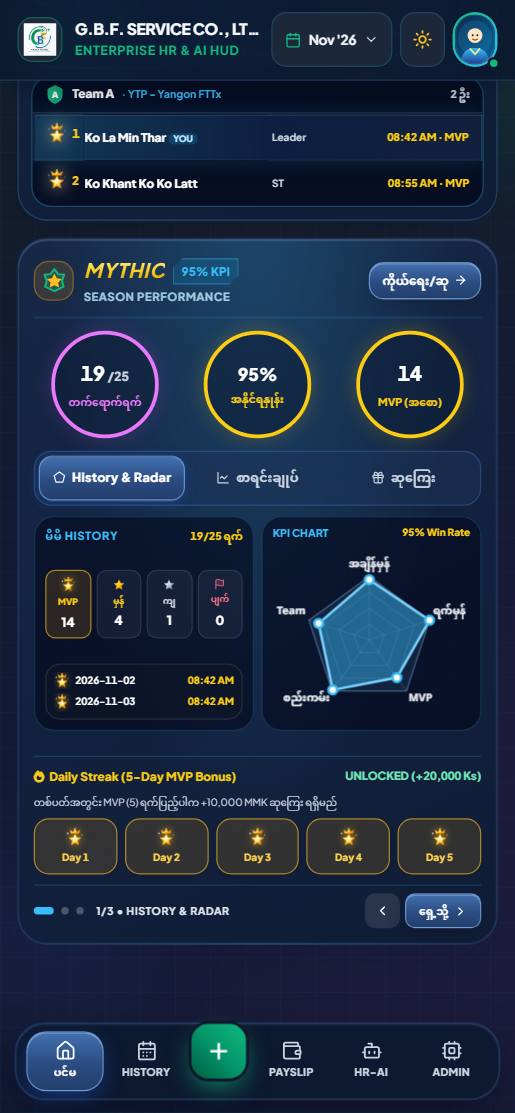 G.B.F. SERVICE CO., LT...
ENTERPRISE HR & AI HUD
Nov '26
A Team A · YTP - Yangon FTTx 2 ဦး
1 Ko La Min Thar YOU Leader 08:42 AM · MVP
2 Ko Khant Ko Ko Latt ST 08:55 AM · MVP
MYTHIC 95% KPI
SEASON PERFORMANCE
ကိုယ်ရေး/ဆု →
19 /25
တက်ရောက်ရက်
95%
အနိုင်ရနှုန်း
14
MVP (အစော)
History & Radar
စာရင်းချုပ်
ဆုကြေး
မိမိ HISTORY 19/25 ရက်
MVP
14
မှန်
4
ကျ
1
ပျက်
0
2026-11-02 08:42 AM
2026-11-03 08:42 AM
KPI CHART 95% Win Rate
အချိန်မှန်
ရက်မှန်
MVP
စည်းကမ်း
Team
Daily Streak (5-Day MVP Bonus) UNLOCKED (+20,000 Ks)
တစ်ပတ်အတွင်း MVP (5) ရက်ပြည့်ပါက +10,000 MMK ဆုကြေး ရရှိမည်
Day 1
Day 2
Day 3
Day 4
Day 5
1/3 • HISTORY & RADAR
ရှေ့သို့
ပင်မ
HISTORY
PAYSLIP
HR-AI
ADMIN